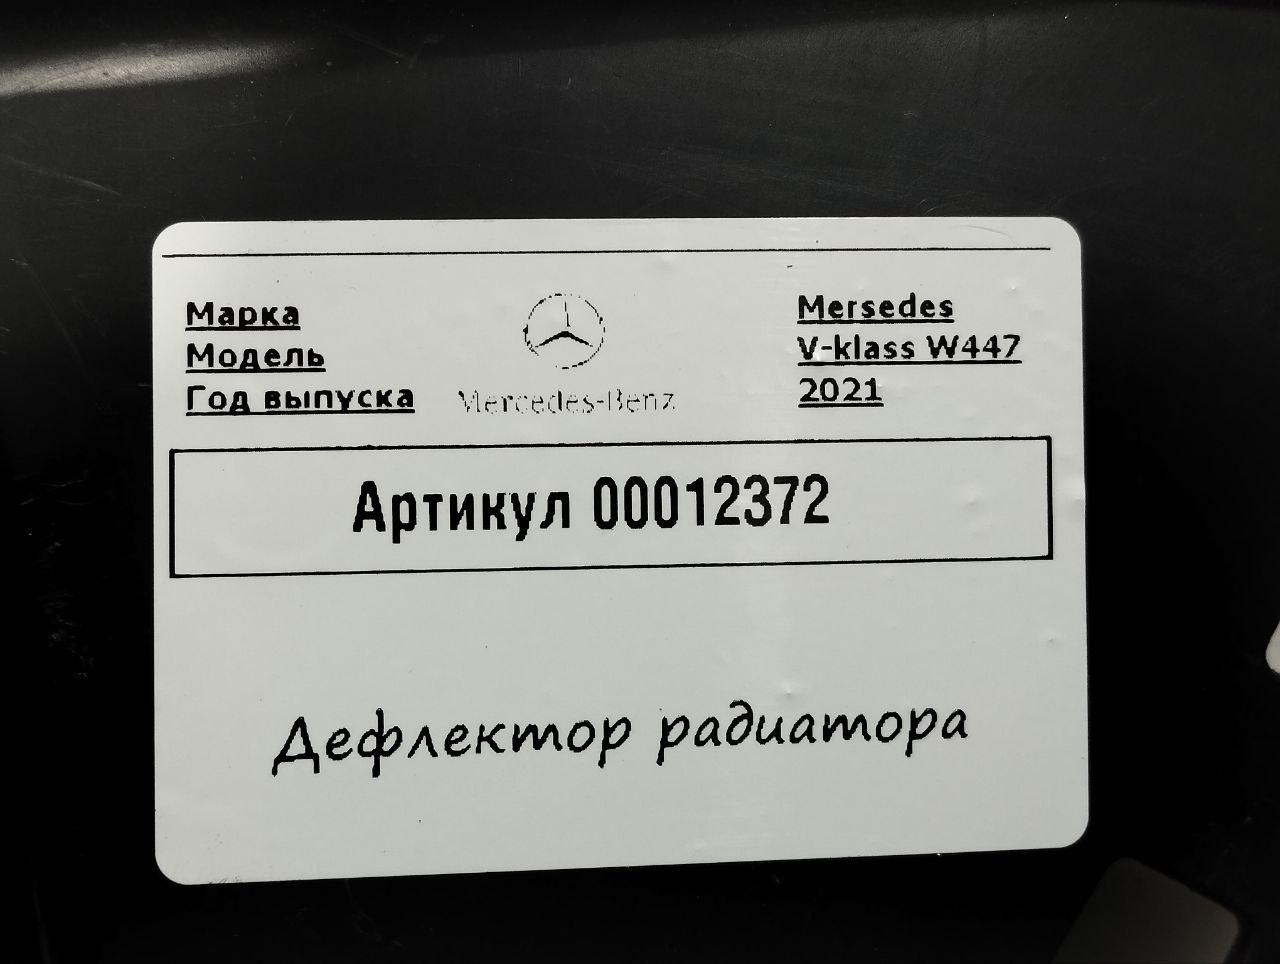 Марка
Модель
Год выпуска
Mercedes-Benz
Mersedes
V-klass W447
2021
Артикул 00012372
Дефлектор радиатора